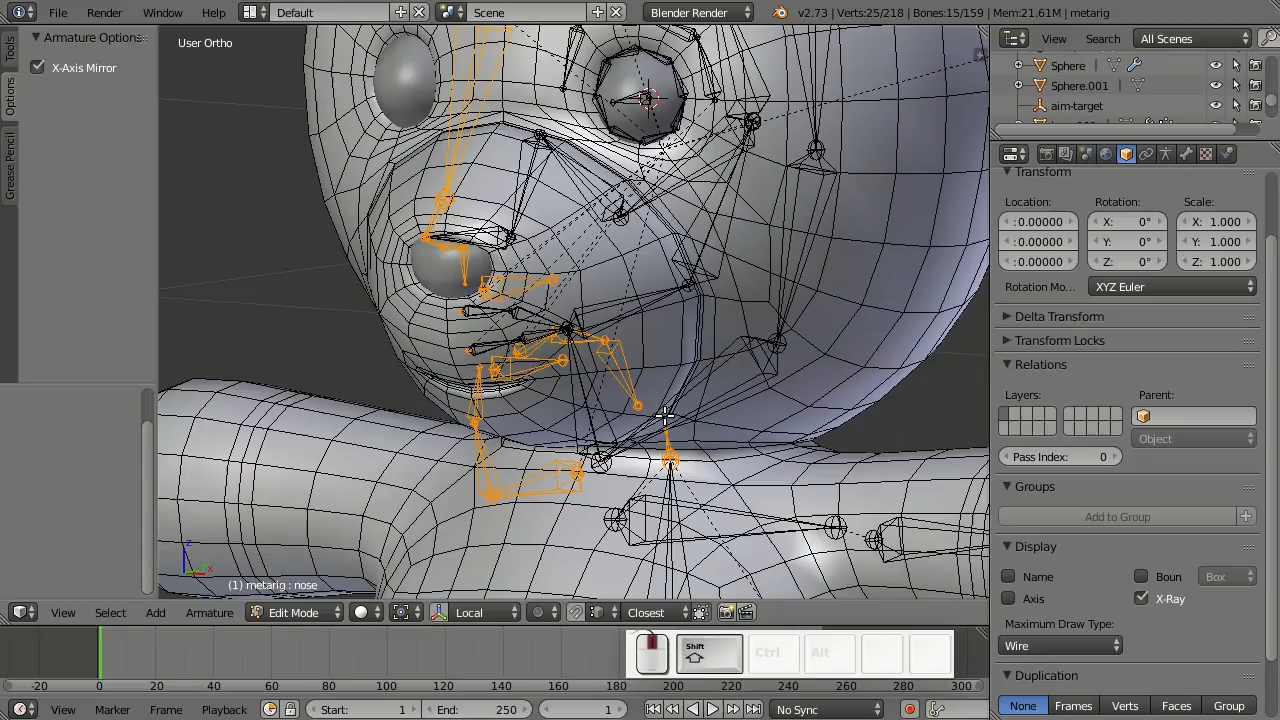 File Render Window Help Default Scene Blender Render v2.73 | Verts:25/218 | Bones:15/159 | Mem:21.61M | metarig
Armature Options
X-Axis Mirror
Tools
Options
Grease Pencil
User Ortho
(1) metarig : nose
View Search All Scenes
Sphere
Sphere.001
aim-target
Transform
Location: Rotation: Scale:
:0.00000 X: 0° X: 1.000
:0.00000 Y: 0° Y: 1.000
:0.00000 Z: 0° Z: 1.000
Rotation Mo... XYZ Euler
Delta Transform
Transform Locks
Relations
Layers: Parent:
Object
Pass Index: 0
Groups
Add to Group
Display
Name Boun Box
Axis X-Ray
Maximum Draw Type:
Wire
Duplication
None Frames Verts Faces Group
View Select Add Armature Edit Mode Local Closest
Shift Ctrl Alt
-20 0 20 40 60 80 100 120 140 160 180 200 220 240 260 280 300
View Marker Frame Playback Start: 1 End: 250 1 No Sync